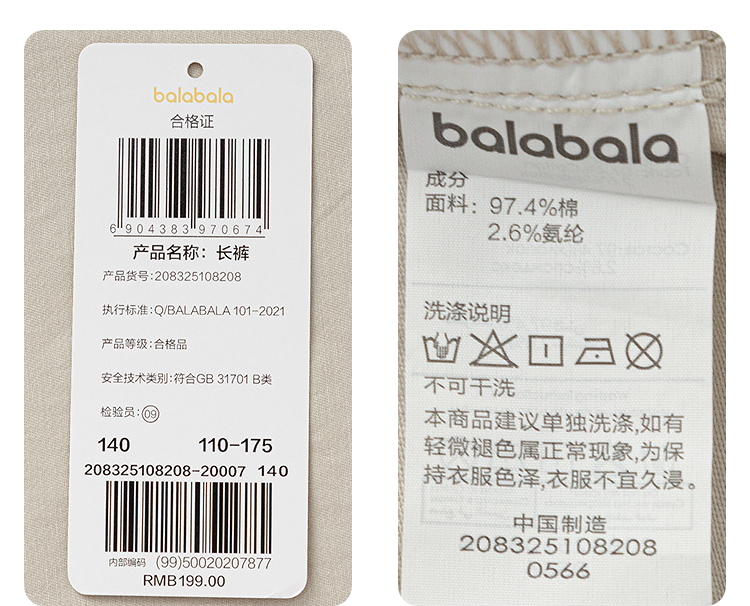 balabala
合格证
6904383970674
产品名称：长裤
产品货号:208325108208
执行标准:Q/BALABALA 101-2021
产品等级:合格品
安全技术类别:符合GB 31701 B类
检验员:09
140 110-175
208325108208-20007 140
内部编码 (99)50020207877
RMB199.00
balabala
成分
面料：97.4%棉
2.6%氨纶
洗涤说明
不可干洗
本商品建议单独洗涤,如有
轻微褪色属正常现象,为保
持衣服色泽,衣服不宜久浸。
中国制造
208325108208
0566